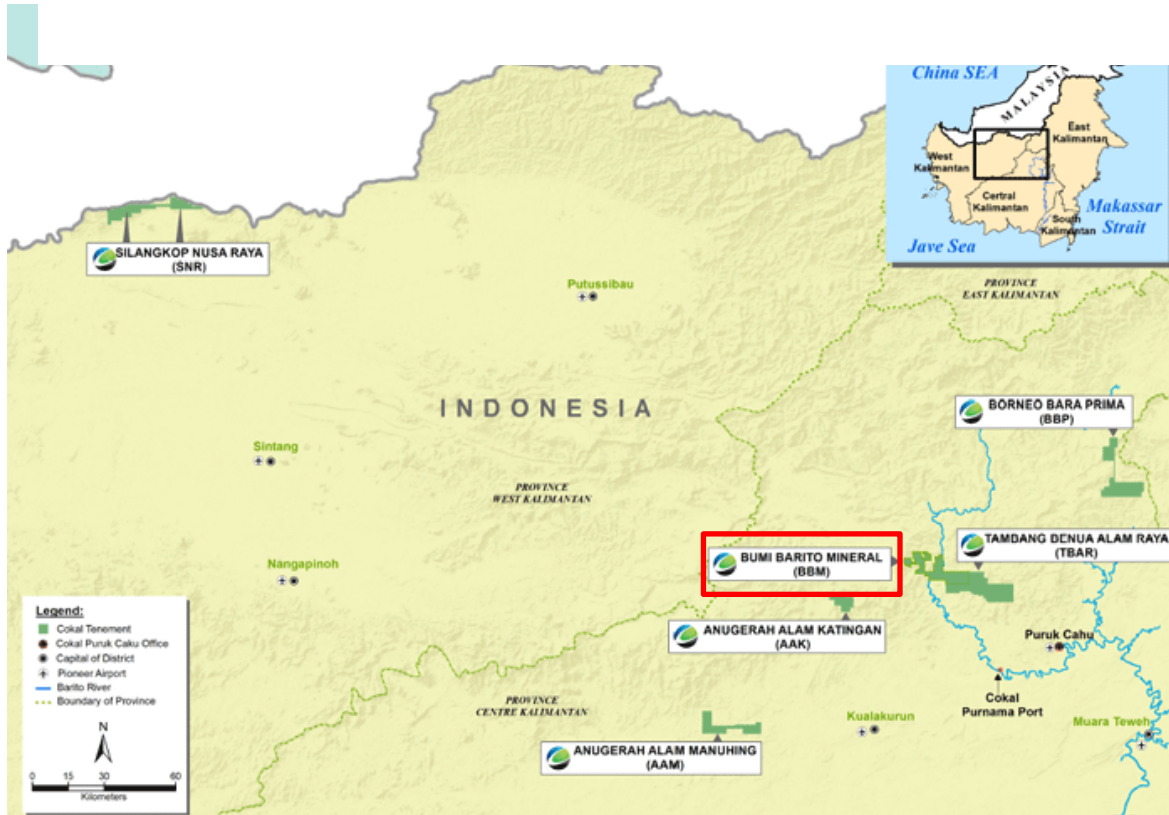 China SEA
MALAYSIA
East
Kalimantan
West
Kalimantan
Certral
Kalimantan
South
Kalimantan
Makassar
Strait
Jave Sea
SILANGKOP NUSA RAYA
(SNR)
Putussibau
PROVINCE
EAST KALIMANTAN
INDONESIA
BORNEO BARA PRIMA
(BBP)
Sintang
PROVINCE
WEST KALIMANTAN
TAMBANG DENUA ALAM RAYA
(TBAR)
BUMI BARITO MINERAL
(BBM)
Nangapinoh
ANUGERAH ALAM KATINGAN
(AAK)
Puruk Cahu
Cokal
Purnama Port
PROVINCE
CENTRE KALIMANTAN
Kualakurun
Muara Teweh
ANUGERAH ALAM MANUHING
(AAM)
Legend:
Cokal Tenement
Cokal Puruk Caku Office
Capital of District
Pioneer Airport
Barito River
Boundary of Province
N
0 15 30 60
Kilometers